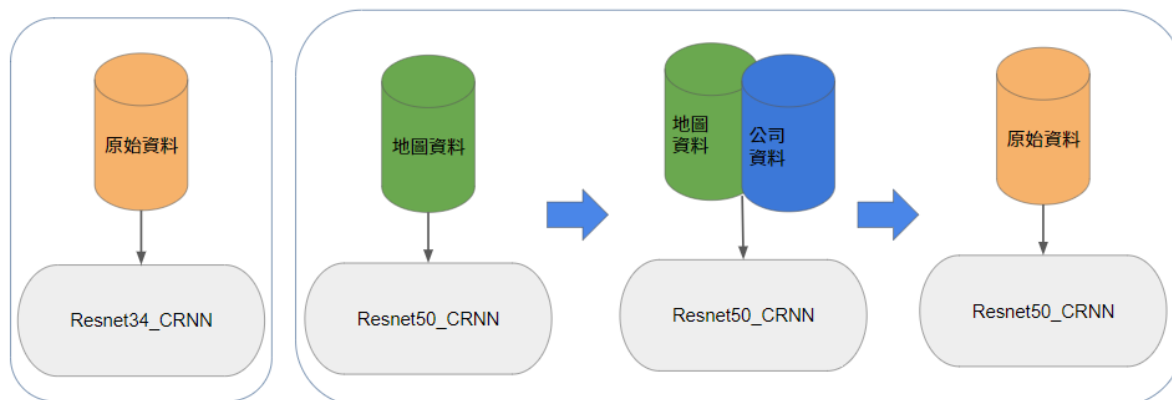 原始資料
Resnet34_CRNN
地圖資料
Resnet50_CRNN
地圖
資料
公司
資料
Resnet50_CRNN
原始資料
Resnet50_CRNN